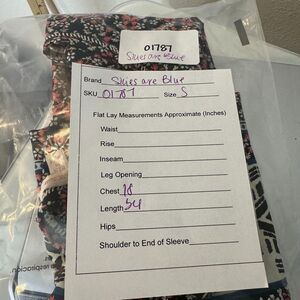 01787
Skies are Blue
Brand Skies are Blue
SKU 01787 Size S
Flat Lay Measurements Approximate (Inches)
Waist
Rise
Inseam
Leg Opening
Chest 18
Length 54
Hips
Shoulder to End of Sleeve